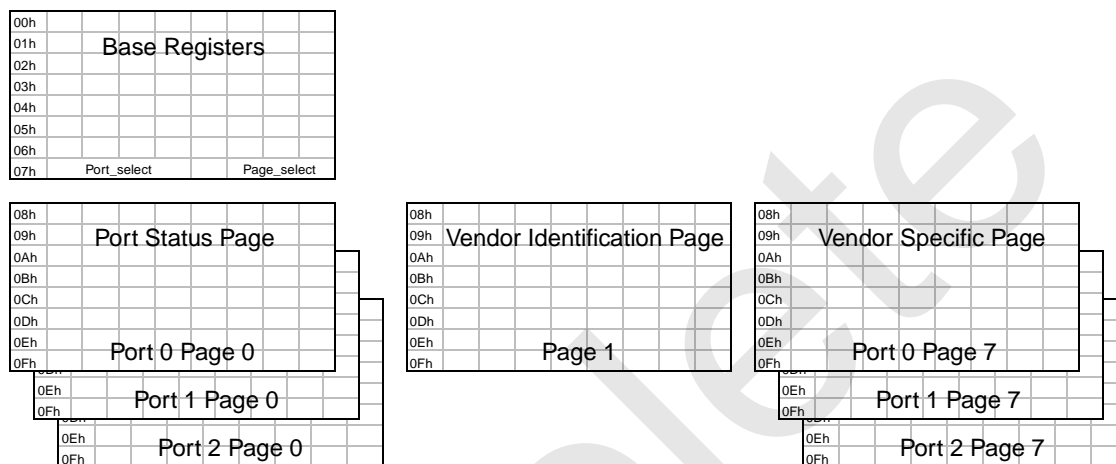 00h
01h Base Registers
02h
03h
04h
05h
06h
07h Port_select Page_select
08h
09h Port Status Page
0Ah
0Bh
0Ch
0Dh
0Eh Port 0 Page 0
0Fh
0Eh Port 1 Page 0
0Fh
0Eh Port 2 Page 0
0Fh
08h
09h Vendor Identification Page
0Ah
0Bh
0Ch
0Dh
0Eh Page 1
0Fh
08h
09h Vendor Specific Page
0Ah
0Bh
0Ch
0Dh
0Eh Port 0 Page 7
0Fh
0Eh Port 1 Page 7
0Fh
0Eh Port 2 Page 7
0Fh